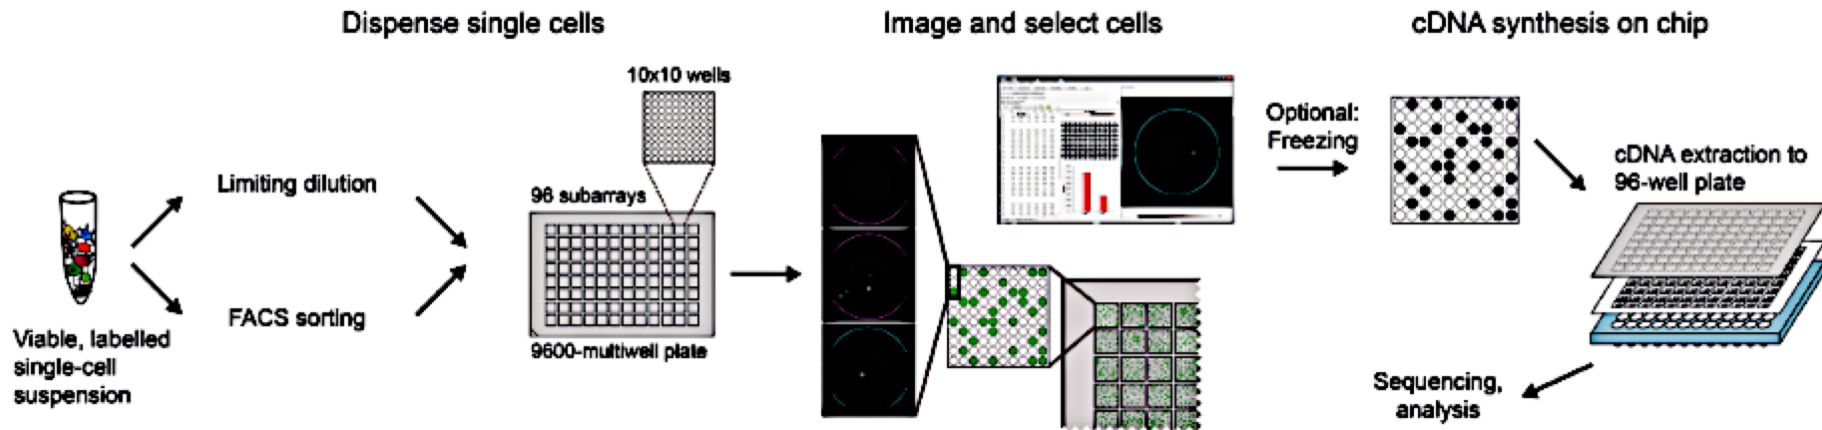 Dispense single cells
Image and select cells
cDNA synthesis on chip
10x10 wells
Limiting dilution
96 subarrays
FACS sorting
9600-multiwell plate
Viable, labelled
single-cell
suspension
Optional:
Freezing
cDNA extraction to
96-well plate
Sequencing,
analysis